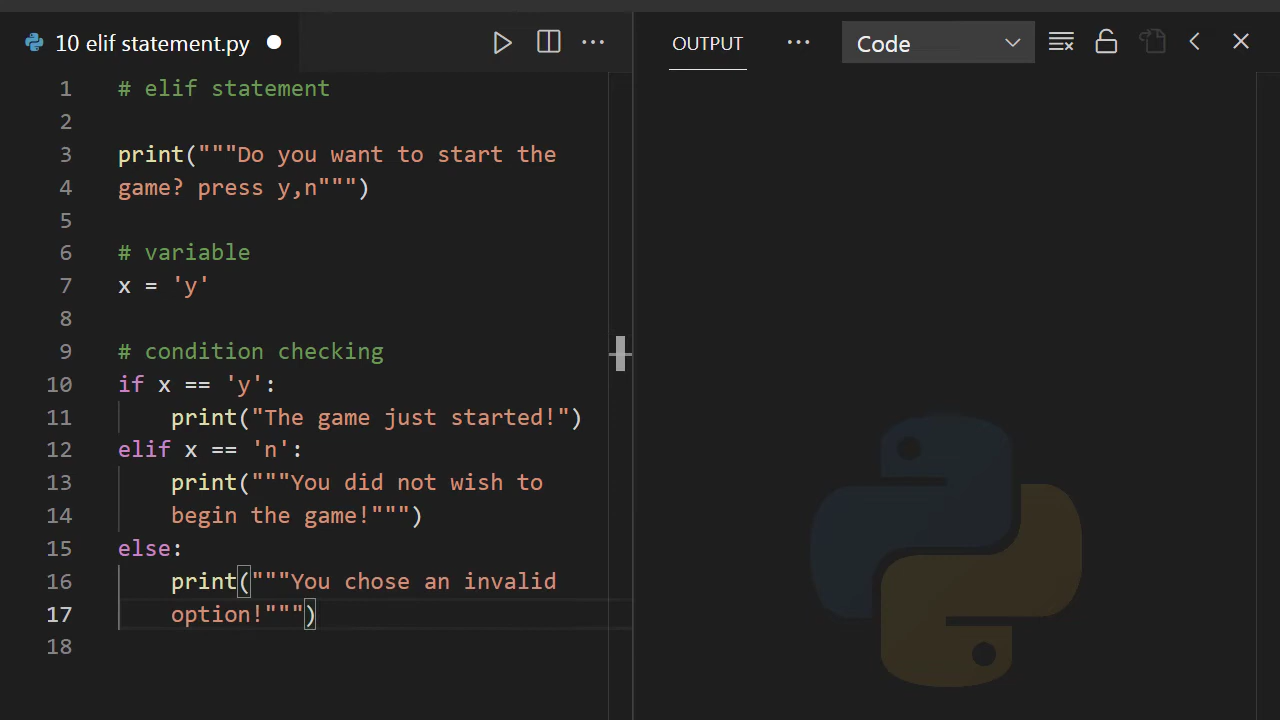 10 elif statement.py
OUTPUT
Code
1 # elif statement
2
3 print("""Do you want to start the
4 game? press y,n""")
5
6 # variable
7 x = 'y'
8
9 # condition checking
10 if x == 'y':
11     print("The game just started!")
12 elif x == 'n':
13     print("""You did not wish to
14     begin the game!""")
15 else:
16     print("""You chose an invalid
17     option!""")
18